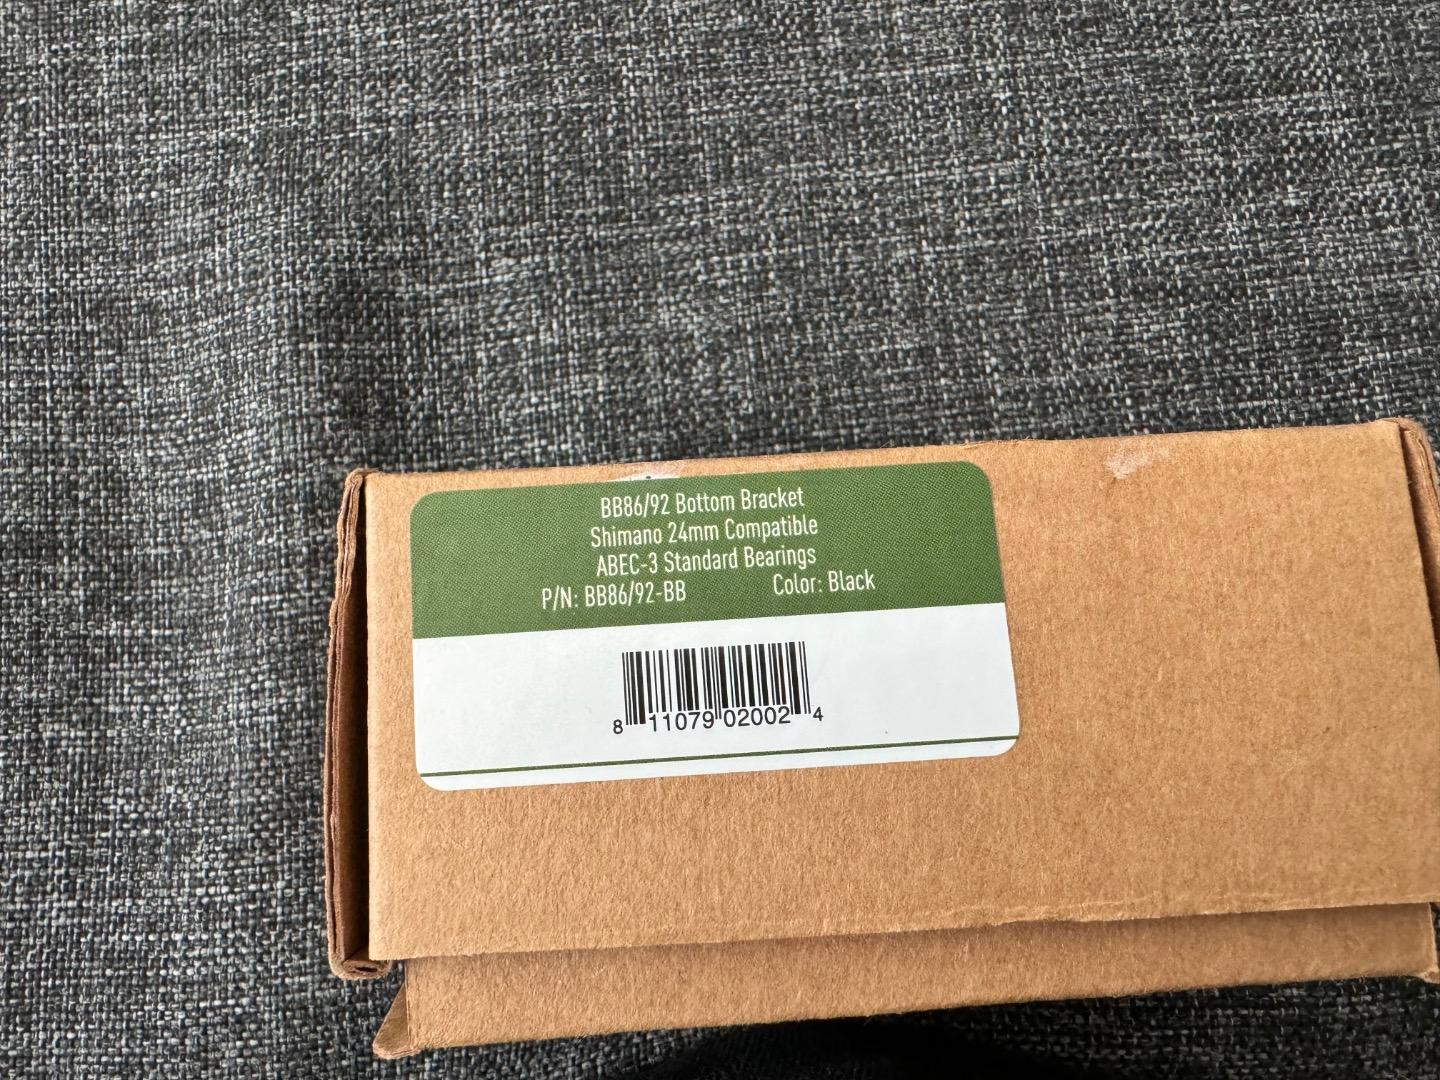 BB86/92 Bottom Bracket
Shimano 24mm Compatible
ABEC-3 Standard Bearings
P/N: BB86/92-BB Color: Black
8 11079 02002 4